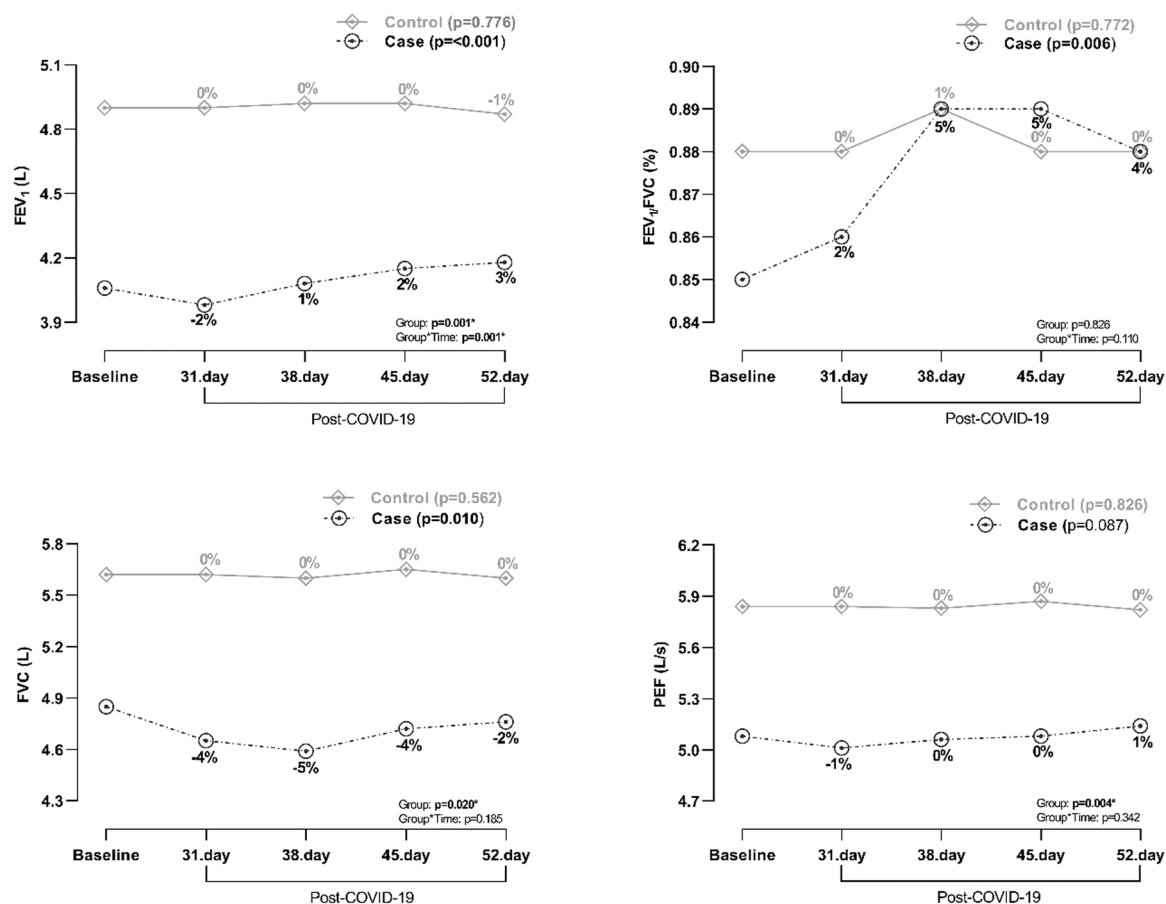 Control (p=0.776)
Case (p=<0.001)
5.1
4.8
4.5
4.2
3.9
FEV₁ (L)
0%
0%
0%
-1%
-2%
1%
2%
3%
Group: p=0.001*
Group*Time: p=0.001*
Baseline
31.day
38.day
45.day
52.day
Post-COVID-19
Control (p=0.772)
Case (p=0.006)
0.90
0.89
0.88
0.87
0.86
0.85
0.84
FEV₁/FVC (%)
0%
1%
0%
0%
2%
5%
5%
4%
Group: p=0.826
Group*Time: p=0.110
Baseline
31.day
38.day
45.day
52.day
Post-COVID-19
Control (p=0.562)
Case (p=0.010)
5.8
5.5
5.2
4.9
4.6
4.3
FVC (L)
0%
0%
0%
0%
-4%
-5%
-4%
-2%
Group: p=0.020*
Group*Time: p=0.185
Baseline
31.day
38.day
45.day
52.day
Post-COVID-19
Control (p=0.826)
Case (p=0.087)
6.2
5.9
5.6
5.3
5.0
4.7
PEF (L/s)
0%
0%
0%
0%
-1%
0%
0%
1%
Group: p=0.004*
Group*Time: p=0.342
Baseline
31.day
38.day
45.day
52.day
Post-COVID-19